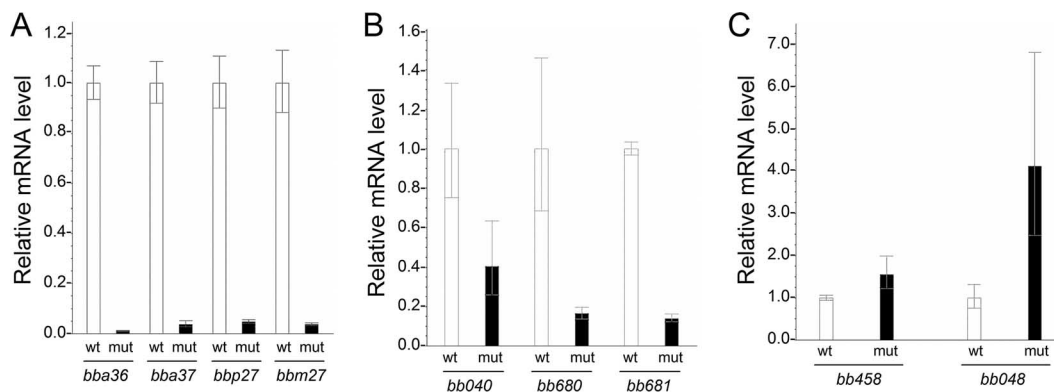 A
Relative mRNA level
1.2
1.0
0.8
0.6
0.4
0.2
0.0
wt mut wt mut wt mut wt mut
bba36 bba37 bbp27 bbm27
B
Relative mRNA level
1.6
1.4
1.2
1.0
0.8
0.6
0.4
0.2
0.0
wt mut wt mut wt mut
bb040 bb680 bb681
C
Relative mRNA level
7.0
6.0
5.0
4.0
3.0
2.0
1.0
0.0
wt mut wt mut
bb458 bb048